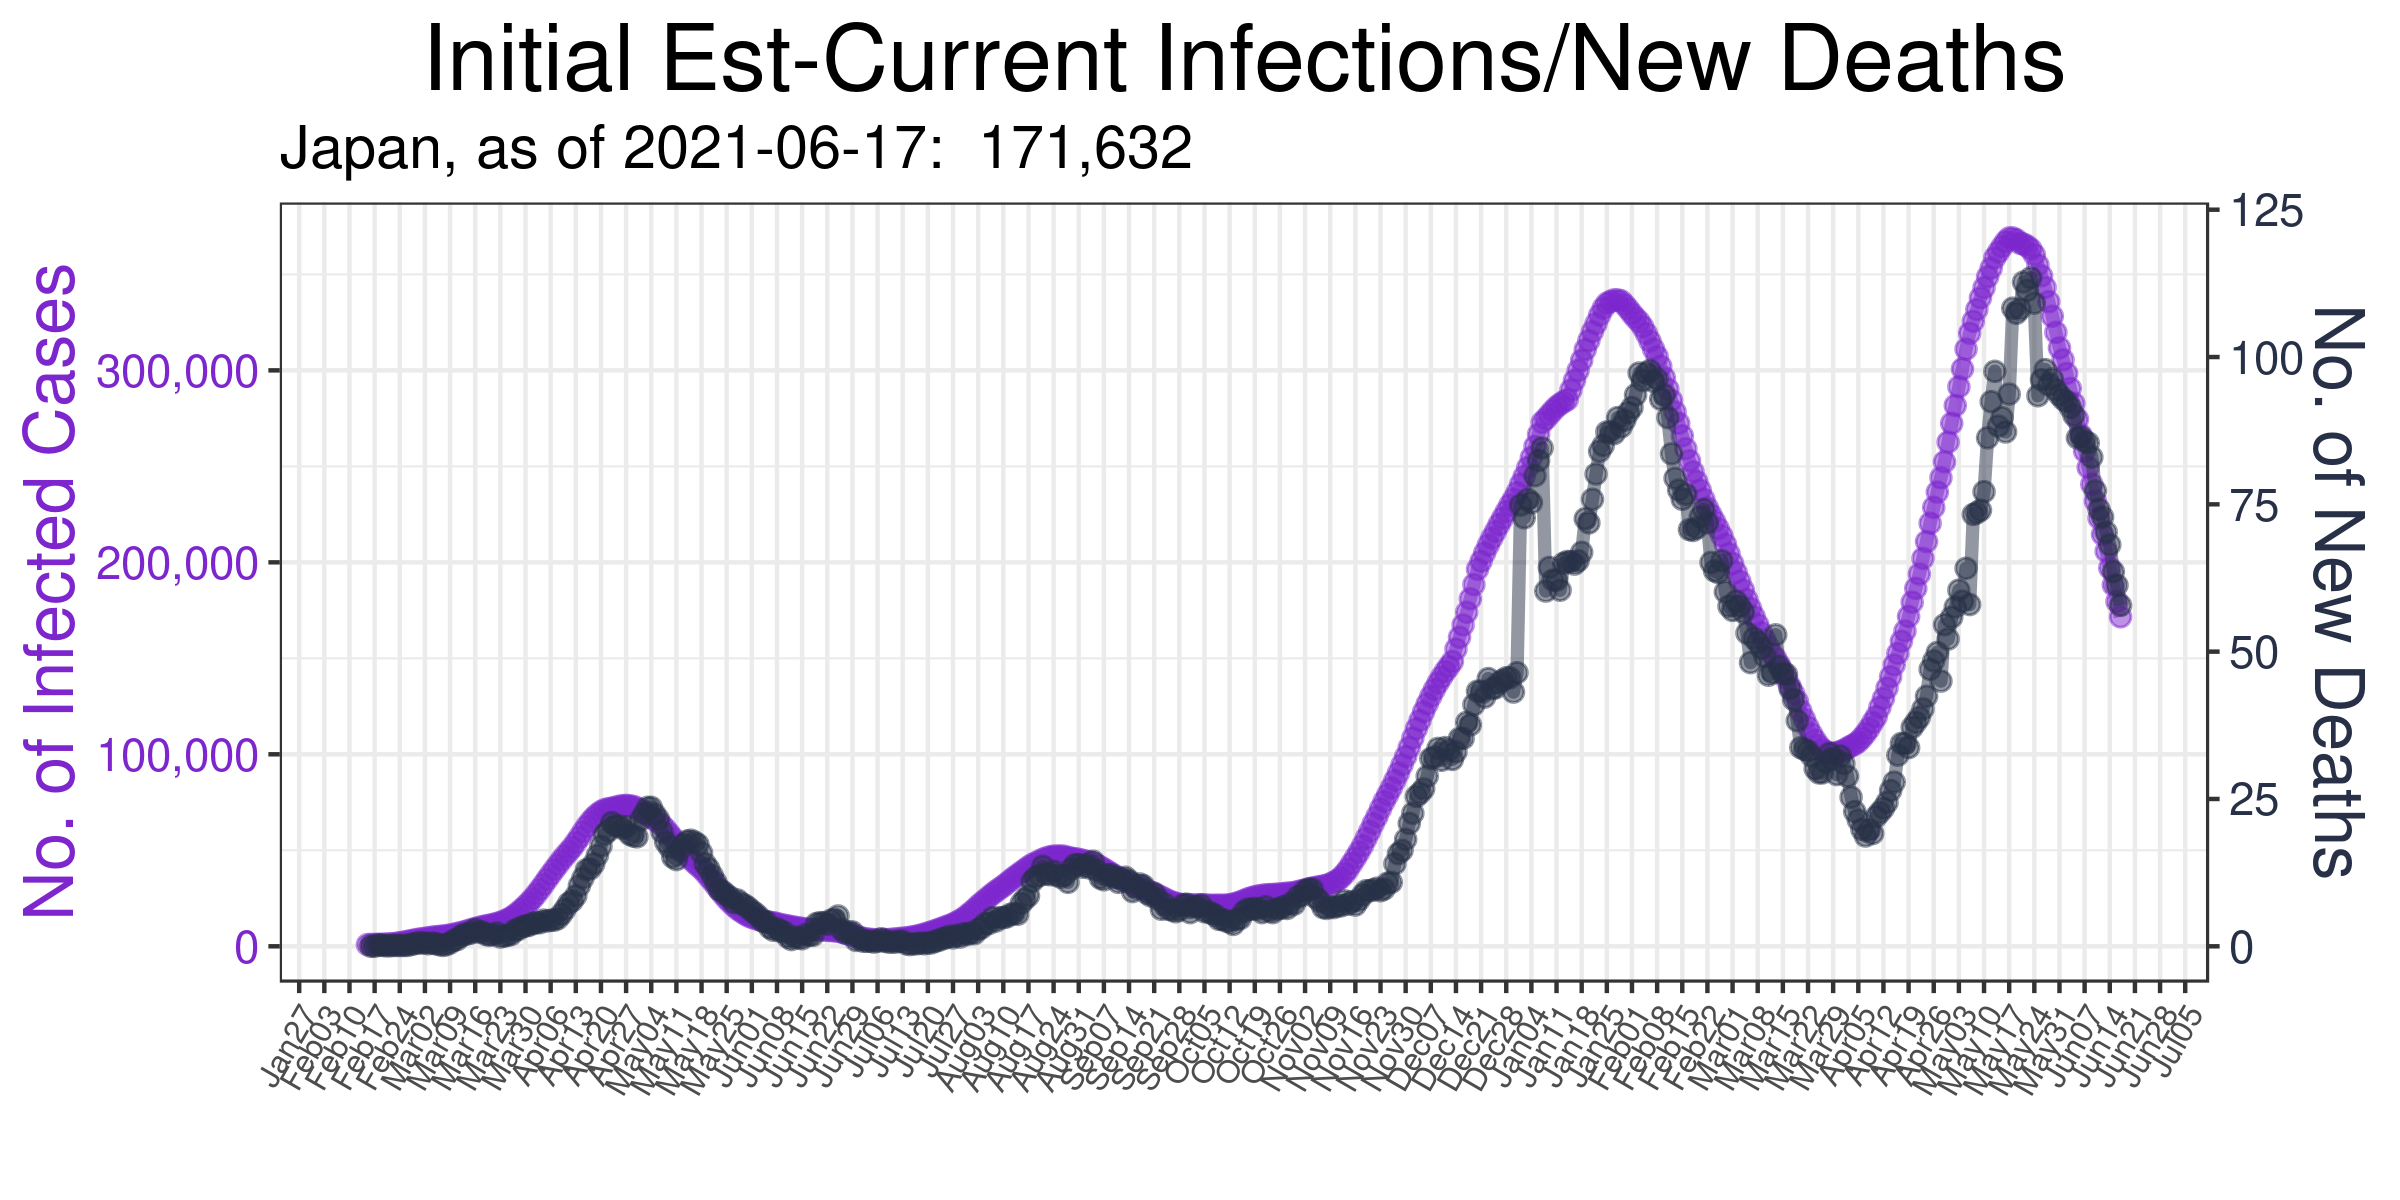 Initial Est-Current Infections/New Deaths
Japan, as of 2021-06-17:  171,632
No. of Infected Cases
300,000
200,000
100,000
0
125
100
75
50
25
0
No. of New Deaths
Jan27
Feb03
Feb10
Feb17
Feb24
Mar02
Mar09
Mar16
Mar23
Mar30
Apr06
Apr13
Apr20
Apr27
May04
May11
May18
May25
Jun01
Jun08
Jun15
Jun22
Jun29
Jul06
Jul13
Jul20
Jul27
Aug03
Aug10
Aug17
Aug24
Aug31
Sep07
Sep14
Sep21
Sep28
Oct05
Oct12
Oct19
Oct26
Nov02
Nov09
Nov16
Nov23
Nov30
Dec07
Dec14
Dec21
Dec28
Jan04
Jan11
Jan18
Jan25
Feb01
Feb08
Feb15
Feb22
Mar01
Mar08
Mar15
Mar22
Mar29
Apr05
Apr12
Apr19
Apr26
May03
May10
May17
May24
May31
Jun07
Jun14
Jun21
Jun28
Jul05